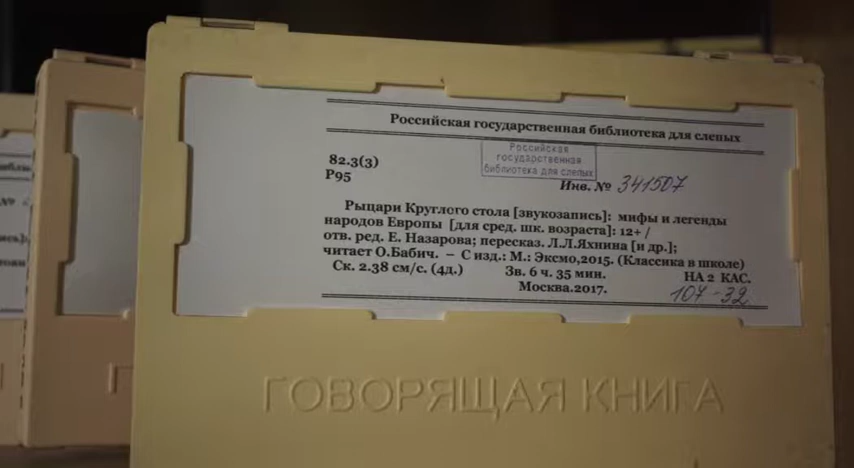 Российская государственная библиотека для слепых
Российская
государственная
библиотека для слепых
82.3(3)
Р95
Инв. № 341507
Рыцари Круглого стола [звукозапись]: мифы и легенды
народов Европы [для сред. шк. возраста]: 12+ /
отв. ред. Е. Назарова; пересказ. Л.Л.Яхнина [и др.];
читает О.Бабич. – С изд.: М.: Эксмо,2015. (Классика в школе)
Ск. 2.38 см/с. (4д.) Зв. 6 ч. 35 мин. НА 2 КАС.
Москва.2017.
107-32
ГОВОРЯЩАЯ КНИГА